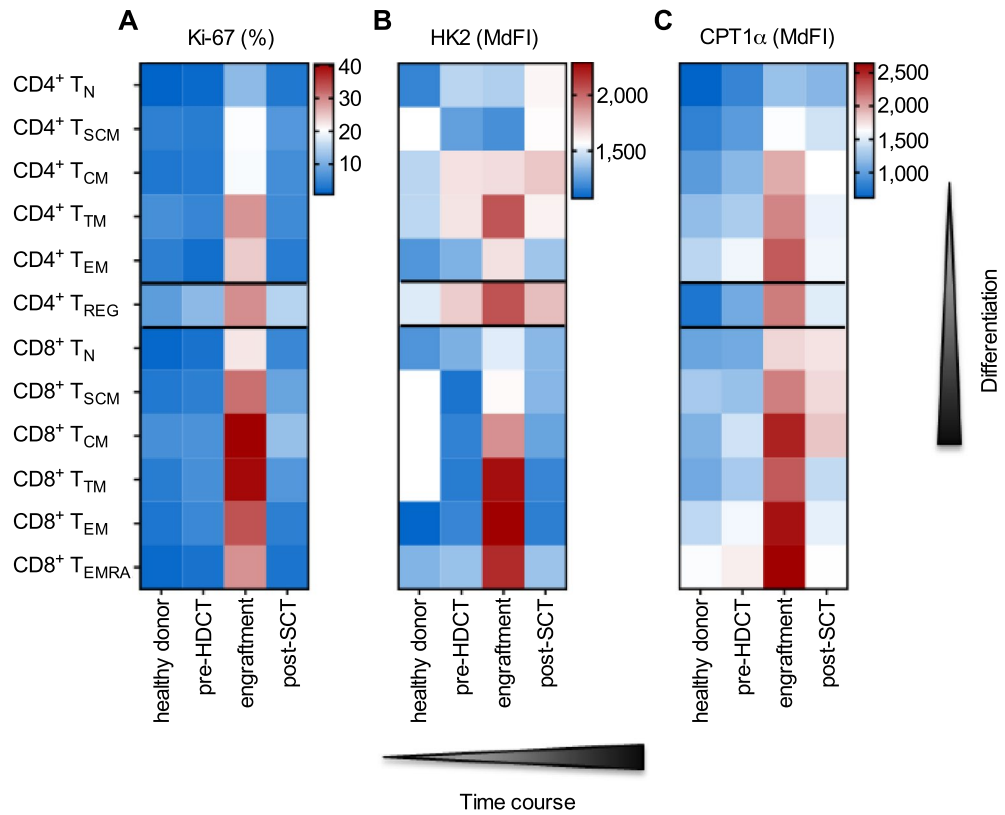 A
B
C
Ki-67 (%)
HK2 (MdFI)
CPT1α (MdFI)
CD4+ TN
CD4+ TSCM
CD4+ TCM
CD4+ TTM
CD4+ TEM
CD4+ TREG
CD8+ TN
CD8+ TSCM
CD8+ TCM
CD8+ TTM
CD8+ TEM
CD8+ TEMRA
40
30
20
10
2,000
1,500
2,500
2,000
1,500
1,000
Differentiation
healthy donor
pre-HDCT
engraftment
post-SCT
healthy donor
pre-HDCT
engraftment
post-SCT
healthy donor
pre-HDCT
engraftment
post-SCT
Time course